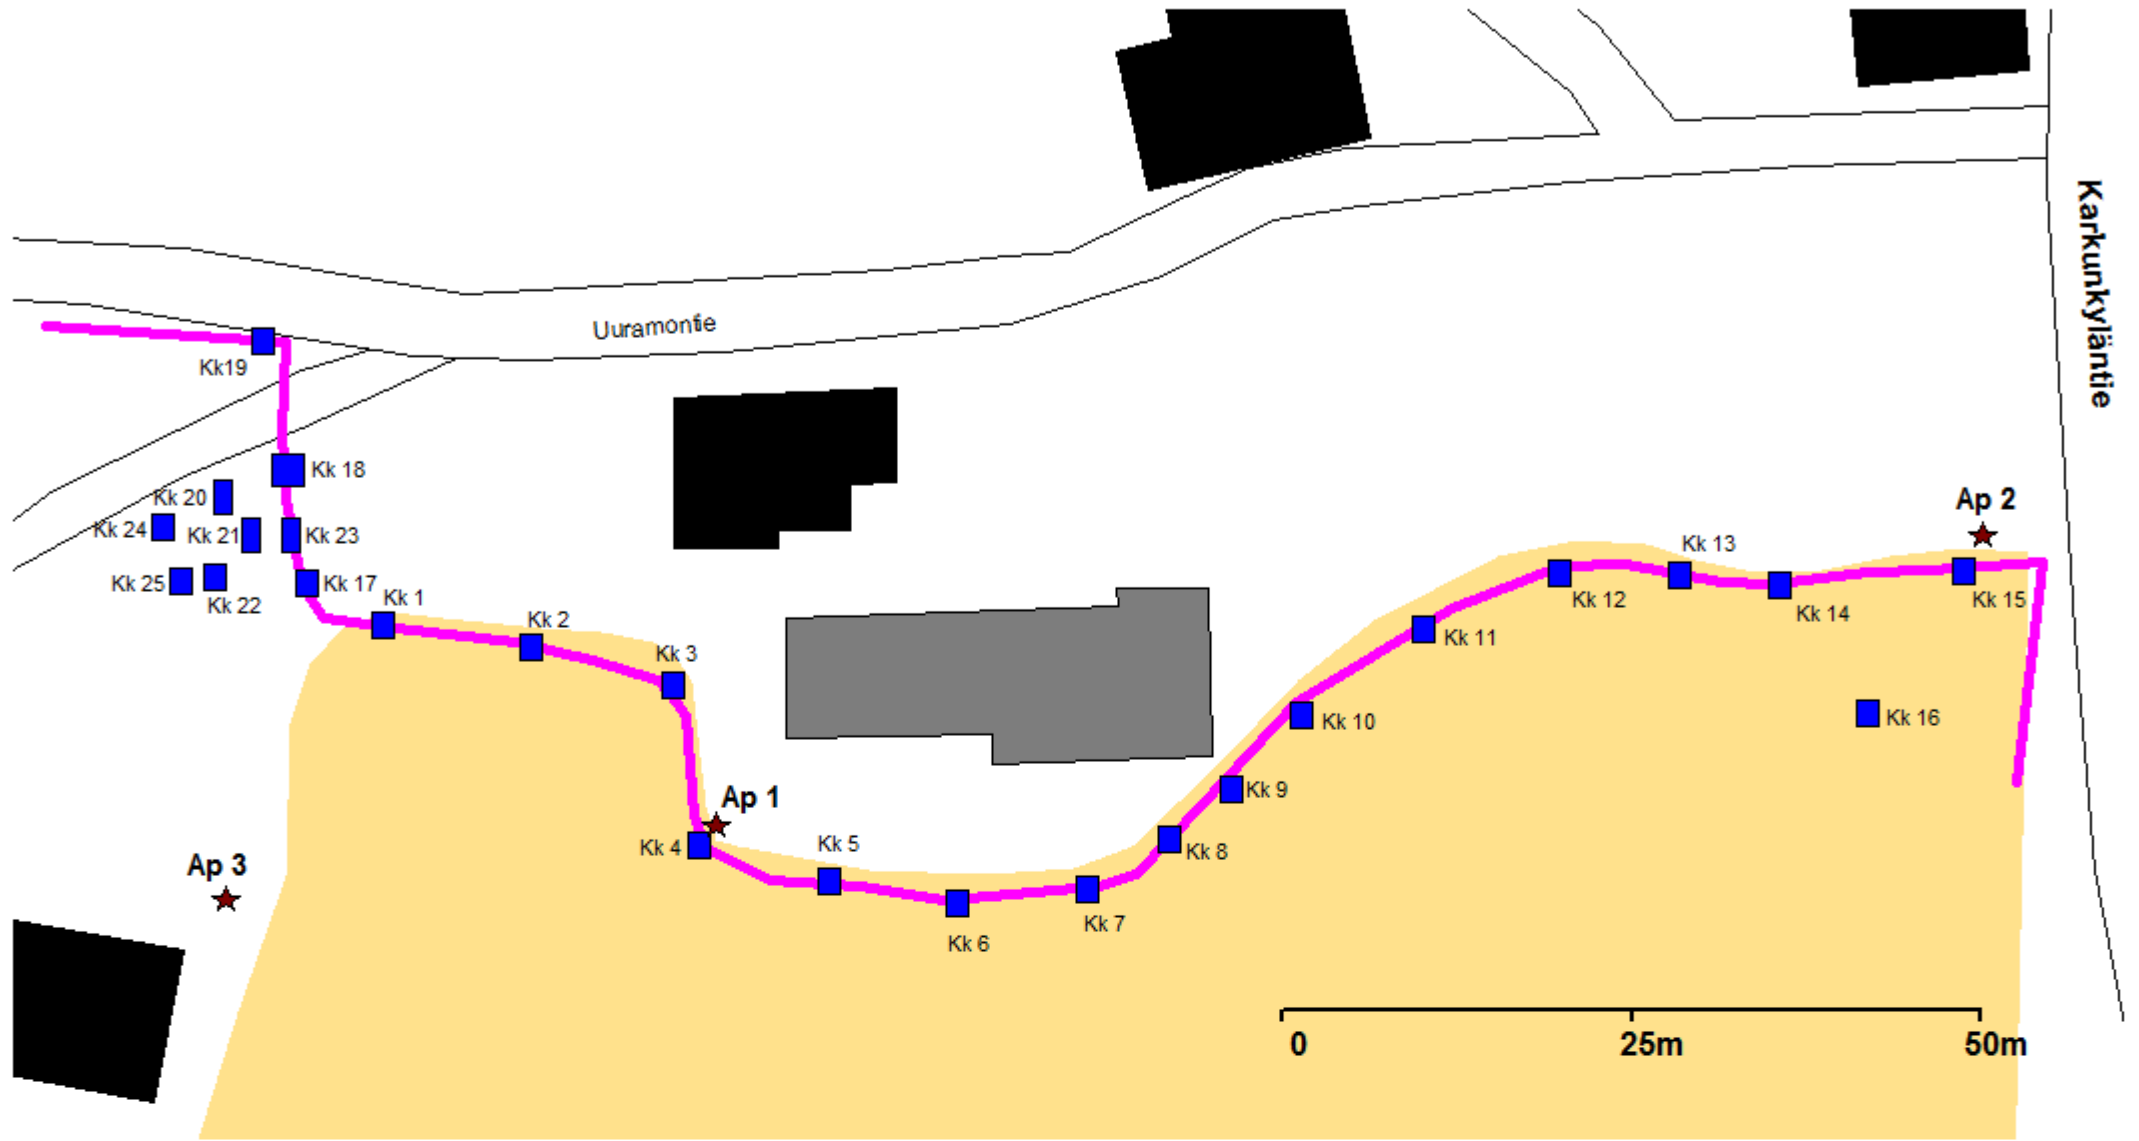 Karkunkyläntie
Uuramontie
Kk19
Kk 18
Kk 20
Kk 24
Kk 21
Kk 23
Kk 25
Kk 17
Kk 22
Kk 1
Kk 2
Kk 3
Ap 2
Kk 13
Kk 12
Kk 15
Kk 14
Kk 11
Kk 10
Kk 16
Kk 9
Ap 1
Kk 4
Kk 5
Kk 8
Ap 3
Kk 7
Kk 6
0
25m
50m